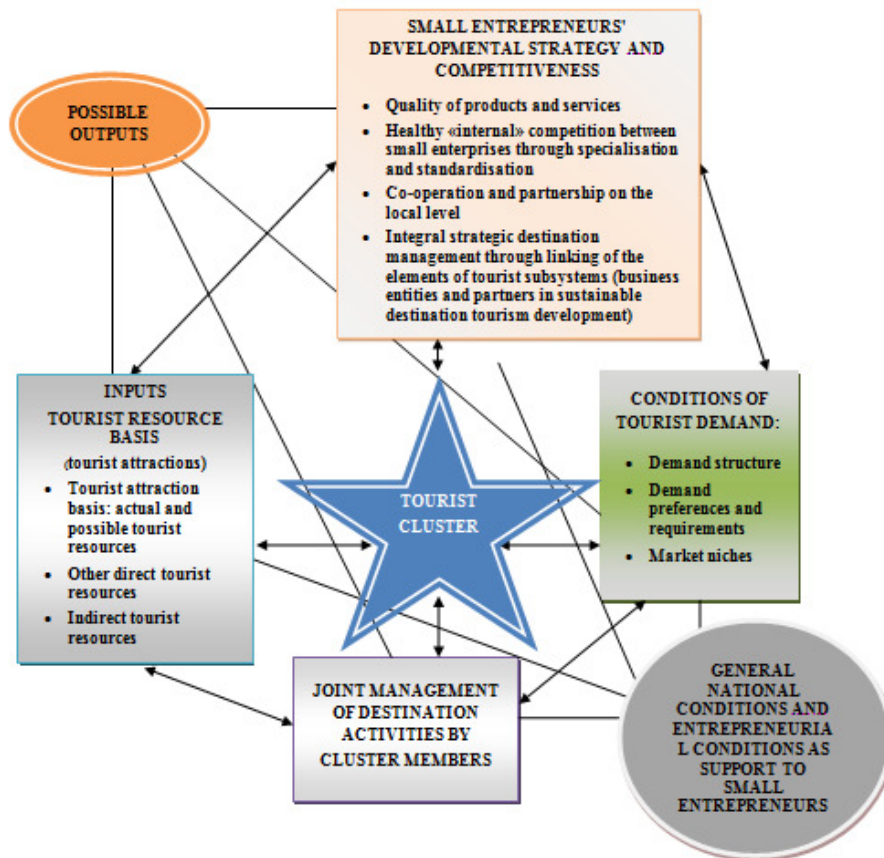 SMALL ENTREPRENEURS'
DEVELOPMENTAL STRATEGY AND
COMPETITIVENESS
• Quality of products and services
• Healthy «internal» competition between
small enterprises through specialisation
and standardisation
• Co-operation and partnership on the
local level
• Integral strategic destination
management through linking of the
elements of tourist subsystems (business
entities and partners in sustainable
destination tourism development)
POSSIBLE
OUTPUTS
INPUTS
TOURIST RESOURCE
BASIS
(tourist attractions)
• Tourist attraction
basis: actual and
possible tourist
resources
• Other direct tourist
resources
• Indirect tourist
resources
TOURIST
CLUSTER
CONDITIONS OF
TOURIST DEMAND:
• Demand structure
• Demand
preferences and
requirements
• Market niches
JOINT MANAGEMENT
OF DESTINATION
ACTIVITIES BY
CLUSTER MEMBERS
GENERAL
NATIONAL
CONDITIONS AND
ENTREPRENEURIA
L CONDITIONS AS
SUPPORT TO
SMALL
ENTREPRENEURS